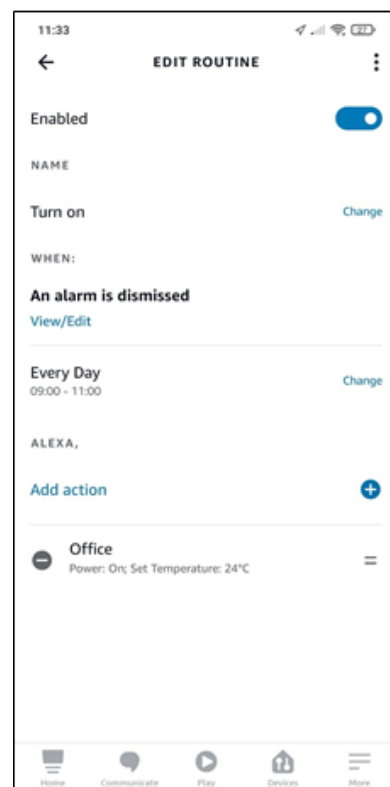 11:33
27
EDIT ROUTINE
Enabled
NAME
Turn on
Change
WHEN:
An alarm is dismissed
View/Edit
Every Day
Change
09:00 - 11:00
ALEXA,
Add action
Office
Power: On; Set Temperature: 24°C
Home Communicate Play Devices More